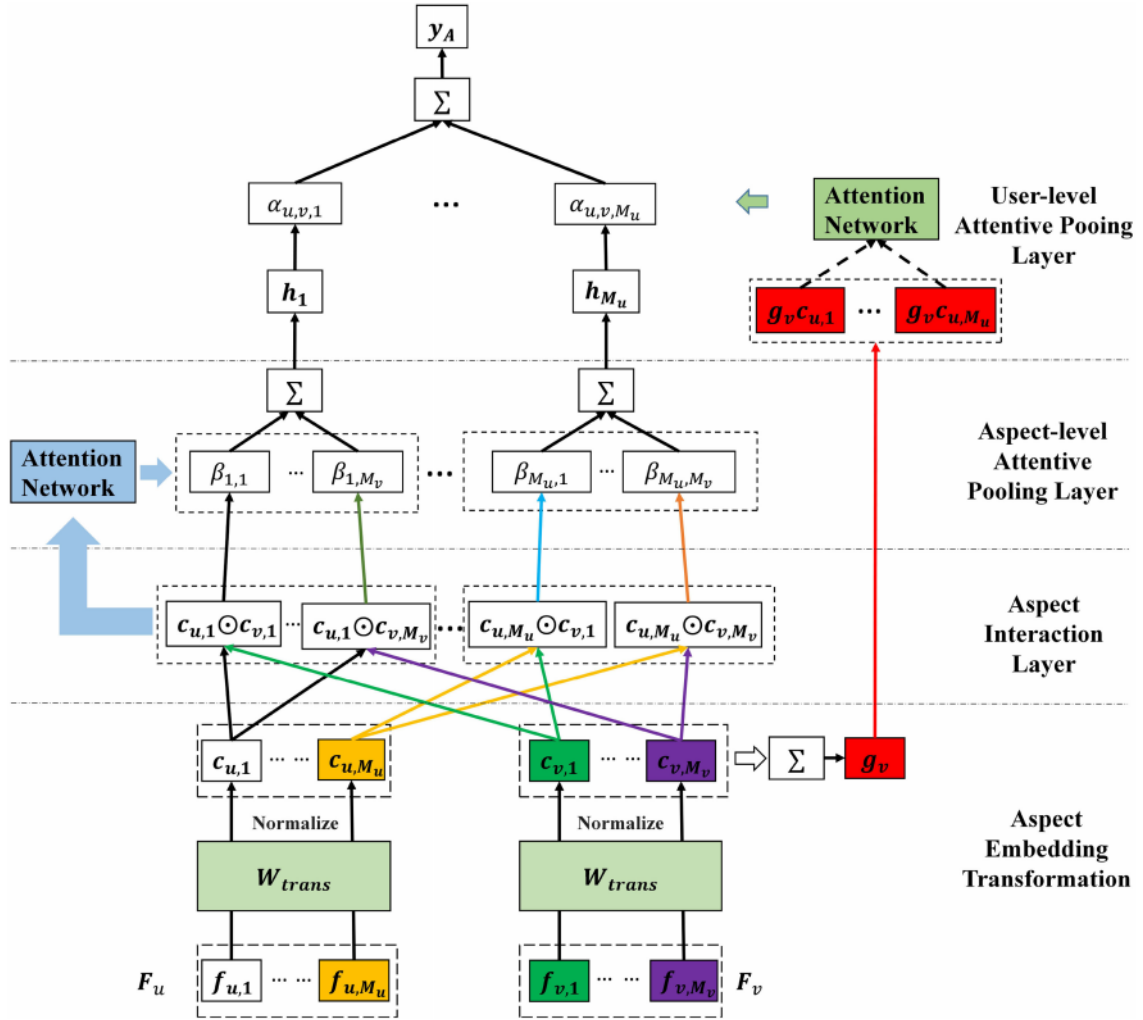 y_A
∑
α_{u,v,1} ... α_{u,v,M_u}
Attention
Network
User-level
Attentive Pooing
Layer
h_1 h_{M_u}
g_v c_{u,1} ... g_v c_{u,M_u}
∑ ∑
Attention
Network
β_{1,1} ... β_{1,M_v} ... β_{M_u,1} ... β_{M_u,M_v}
Aspect-level
Attentive
Pooling Layer
c_{u,1}⊙c_{v,1} ... c_{u,1}⊙c_{v,M_v} ... c_{u,M_u}⊙c_{v,1} c_{u,M_u}⊙c_{v,M_v}
Aspect
Interaction
Layer
c_{u,1} ... ... c_{u,M_u} c_{v,1} ... ... c_{v,M_v} ∑ g_v
Normalize Normalize
W_{trans} W_{trans}
Aspect
Embedding
Transformation
F_u f_{u,1} ... ... f_{u,M_u} f_{v,1} ... ... f_{v,M_v} F_v